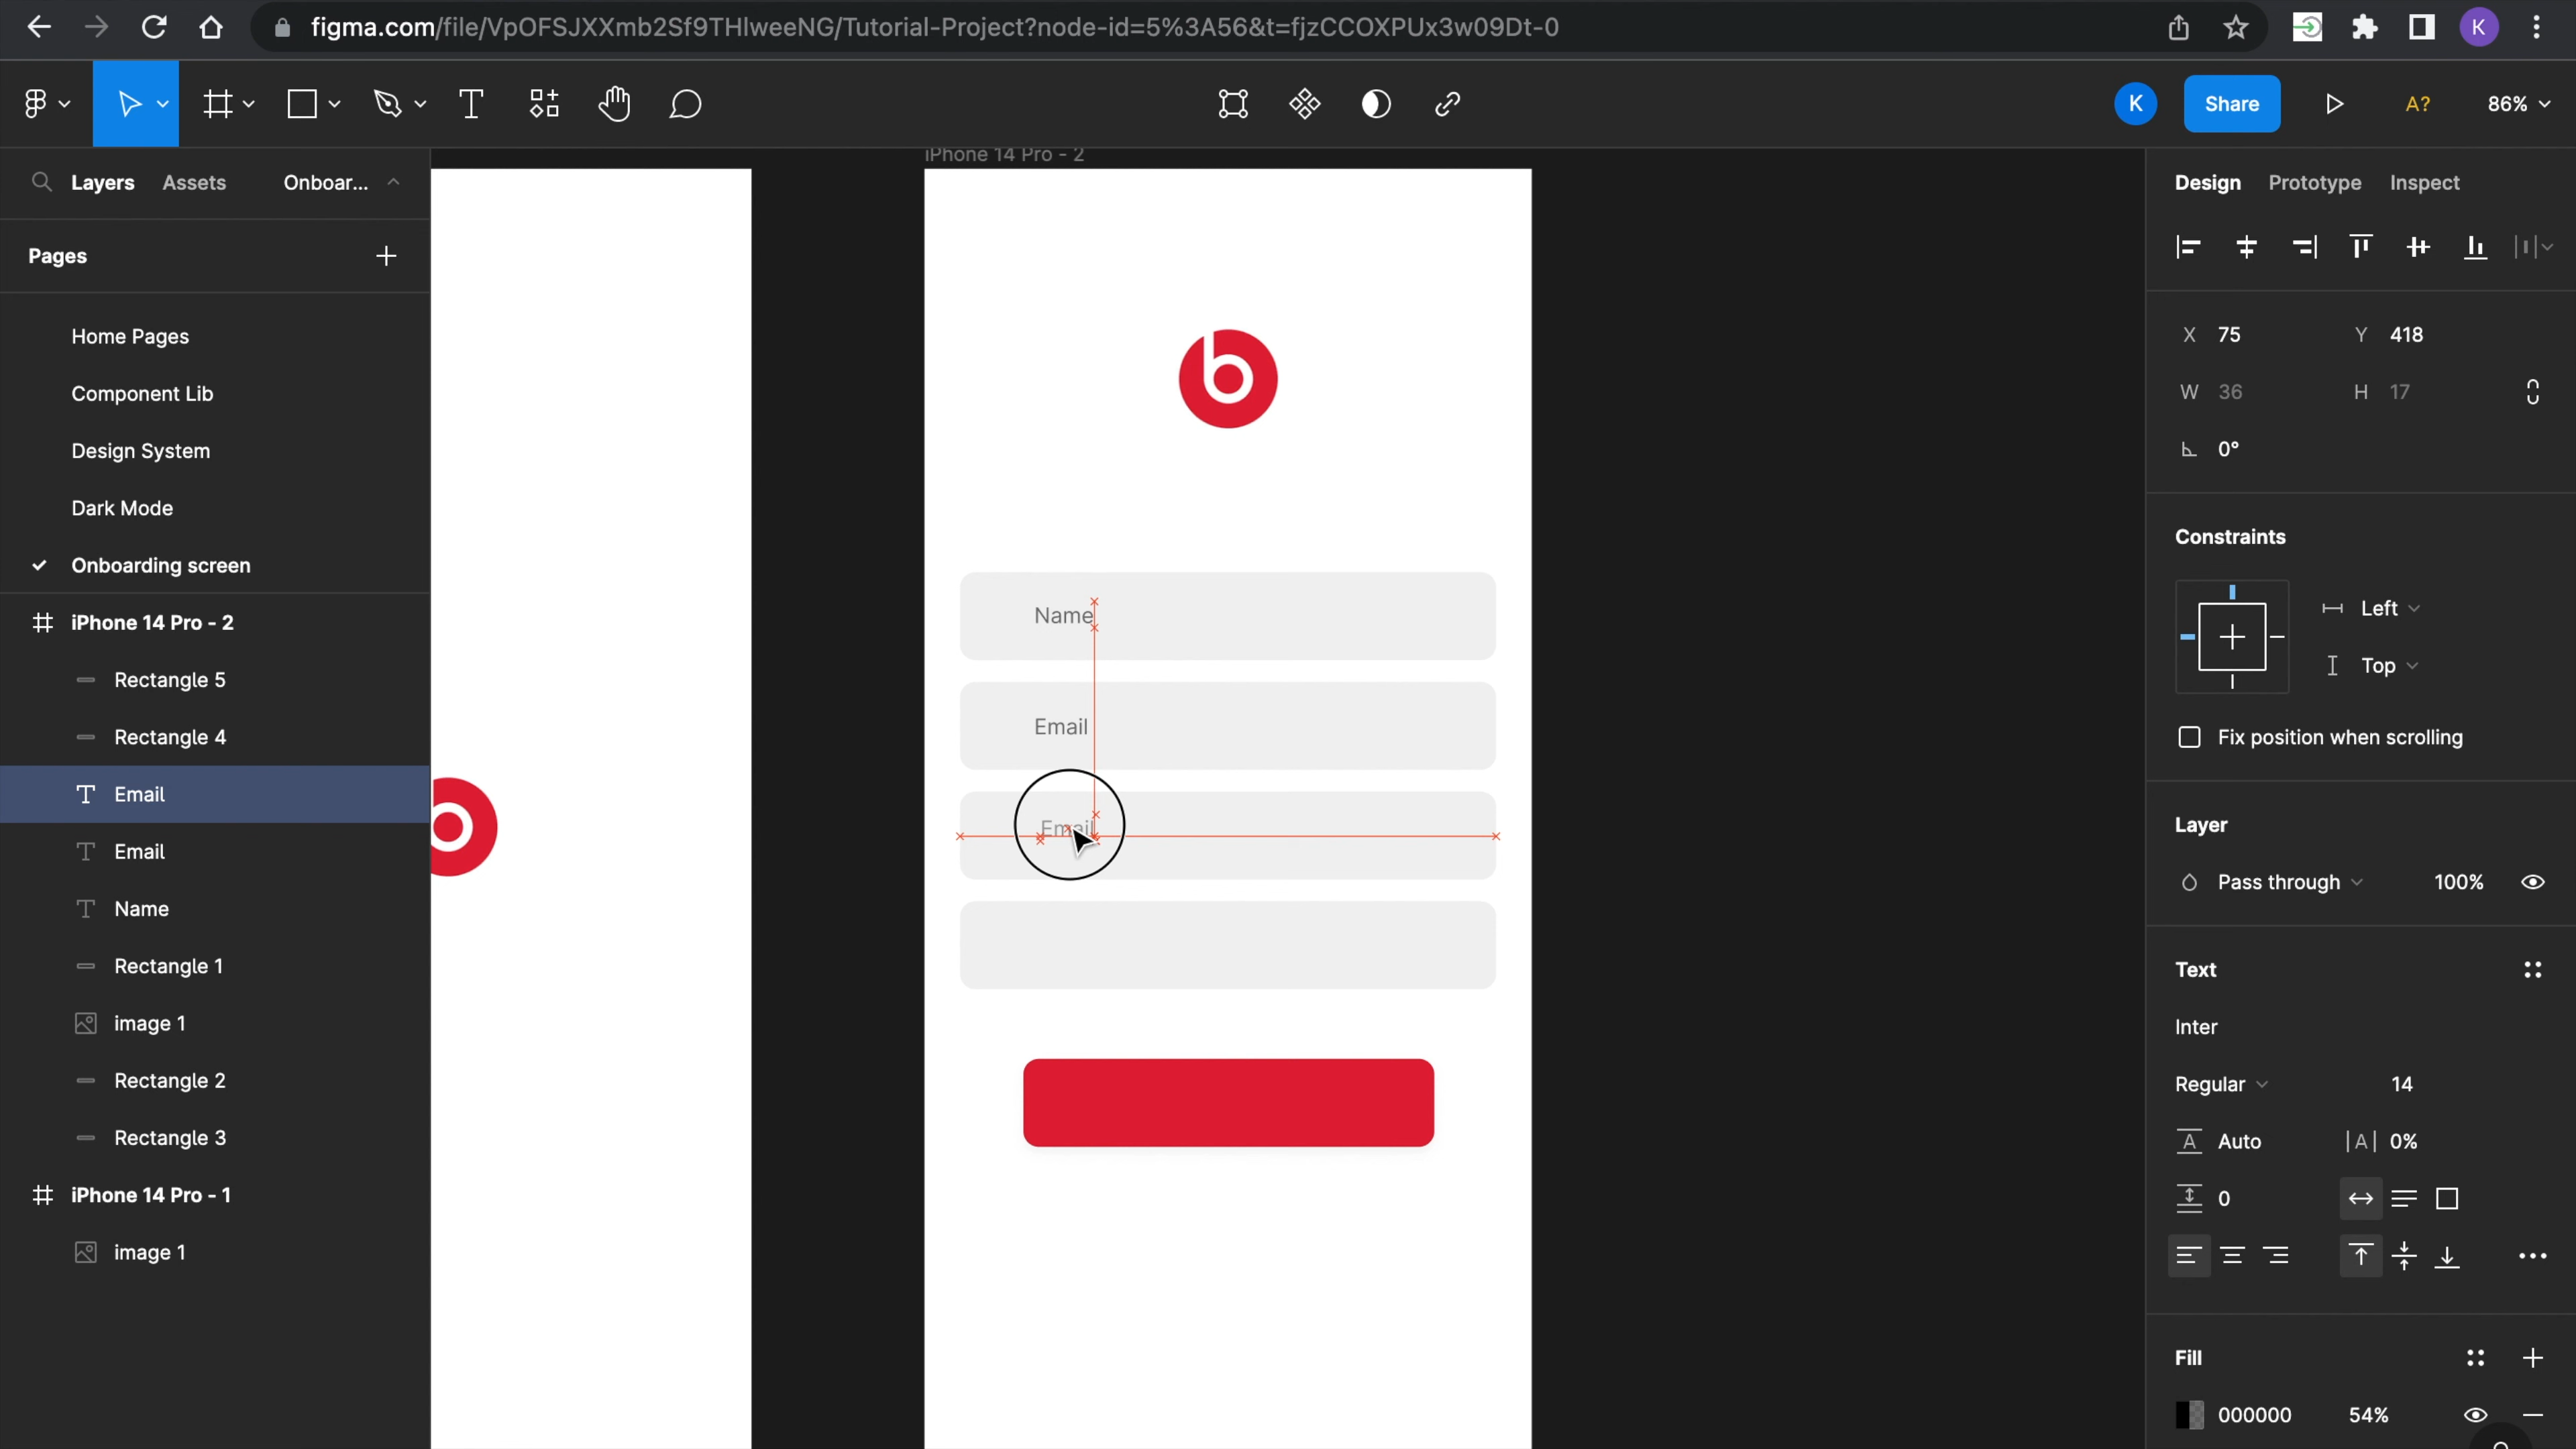 figma.com/file/VpOFSJXXmb2Sf9THlweeNG/Tutorial-Project?node-id=5%3A56&t=fjzCCOXPUx3w09Dt-0
K
K
Share
A?
86%
Layers
Assets
Onboar...
Pages
Home Pages
Component Lib
Design System
Dark Mode
Onboarding screen
iPhone 14 Pro - 2
Rectangle 5
Rectangle 4
Email
Email
Name
Rectangle 1
image 1
Rectangle 2
Rectangle 3
iPhone 14 Pro - 1
image 1
iPhone 14 Pro - 2
b
Name
Email
Email
Design
Prototype
Inspect
X 75
Y 418
W 36
H 17
0°
Constraints
Left
Top
Fix position when scrolling
Layer
Pass through
100%
Text
Inter
Regular
14
Auto
0%
0
Fill
000000
54%